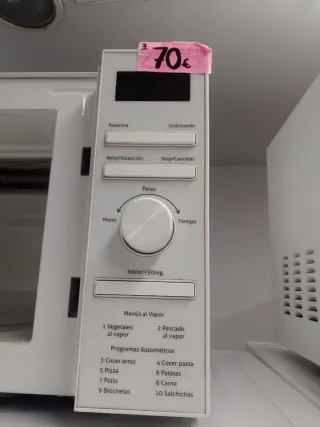 3. 70€
Potencia Grill/combi
Reloj/Selección Stop/Cancelar
Peso
Menú Tiempo
Inicio/+30seg.
Menús al Vapor
1 Vegetales al vapor 2 Pescado al vapor
Programas Automáticos
3 Cocer arroz 4 Cocer pasta
5 Pizza 6 Patatas
7 Pollo 8 Carne
9 Brochetas 10 Salchichas